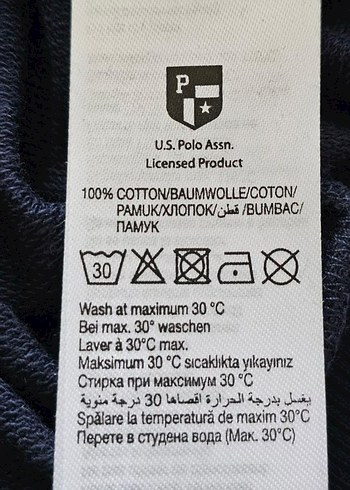 P
U.S. Polo Assn.
Licensed Product
100% COTTON/BAUMWOLLE/COTON/
PAMUK/ХЛОПОК/قطن /BUMBAC/
ПАМУК
30
Wash at maximum 30 °C
Bei max. 30° waschen
Laver à 30°C max.
Maksimum 30 °C sıcaklıkta yıkayınız
Стирка при максимум 30 °C
يغسل بدرجة الحرارة اقصاها 30 درجة مئوية
Spălare la temperatură de maxim 30°C
Перете в студена вода (Мак. 30°C)